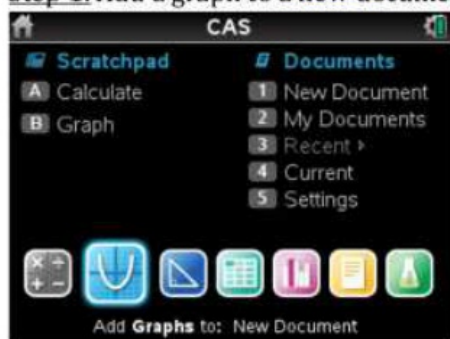 CAS
Scratchpad
A Calculate
B Graph
Documents
1 New Document
2 My Documents
3 Recent ▸
4 Current
5 Settings
Add Graphs to: New Document